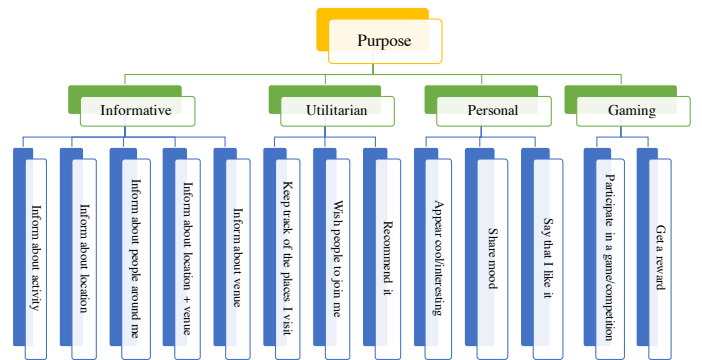 Purpose
Informative
Utilitarian
Personal
Gaming
Inform about activity
Inform about location
Inform about people around me
Inform about location + venue
Inform about venue
Keep track of the places I visit
Wish people to join me
Recommend it
Appear cool/interesting
Share mood
Say that I like it
Participate in a game/competition
Get a reward